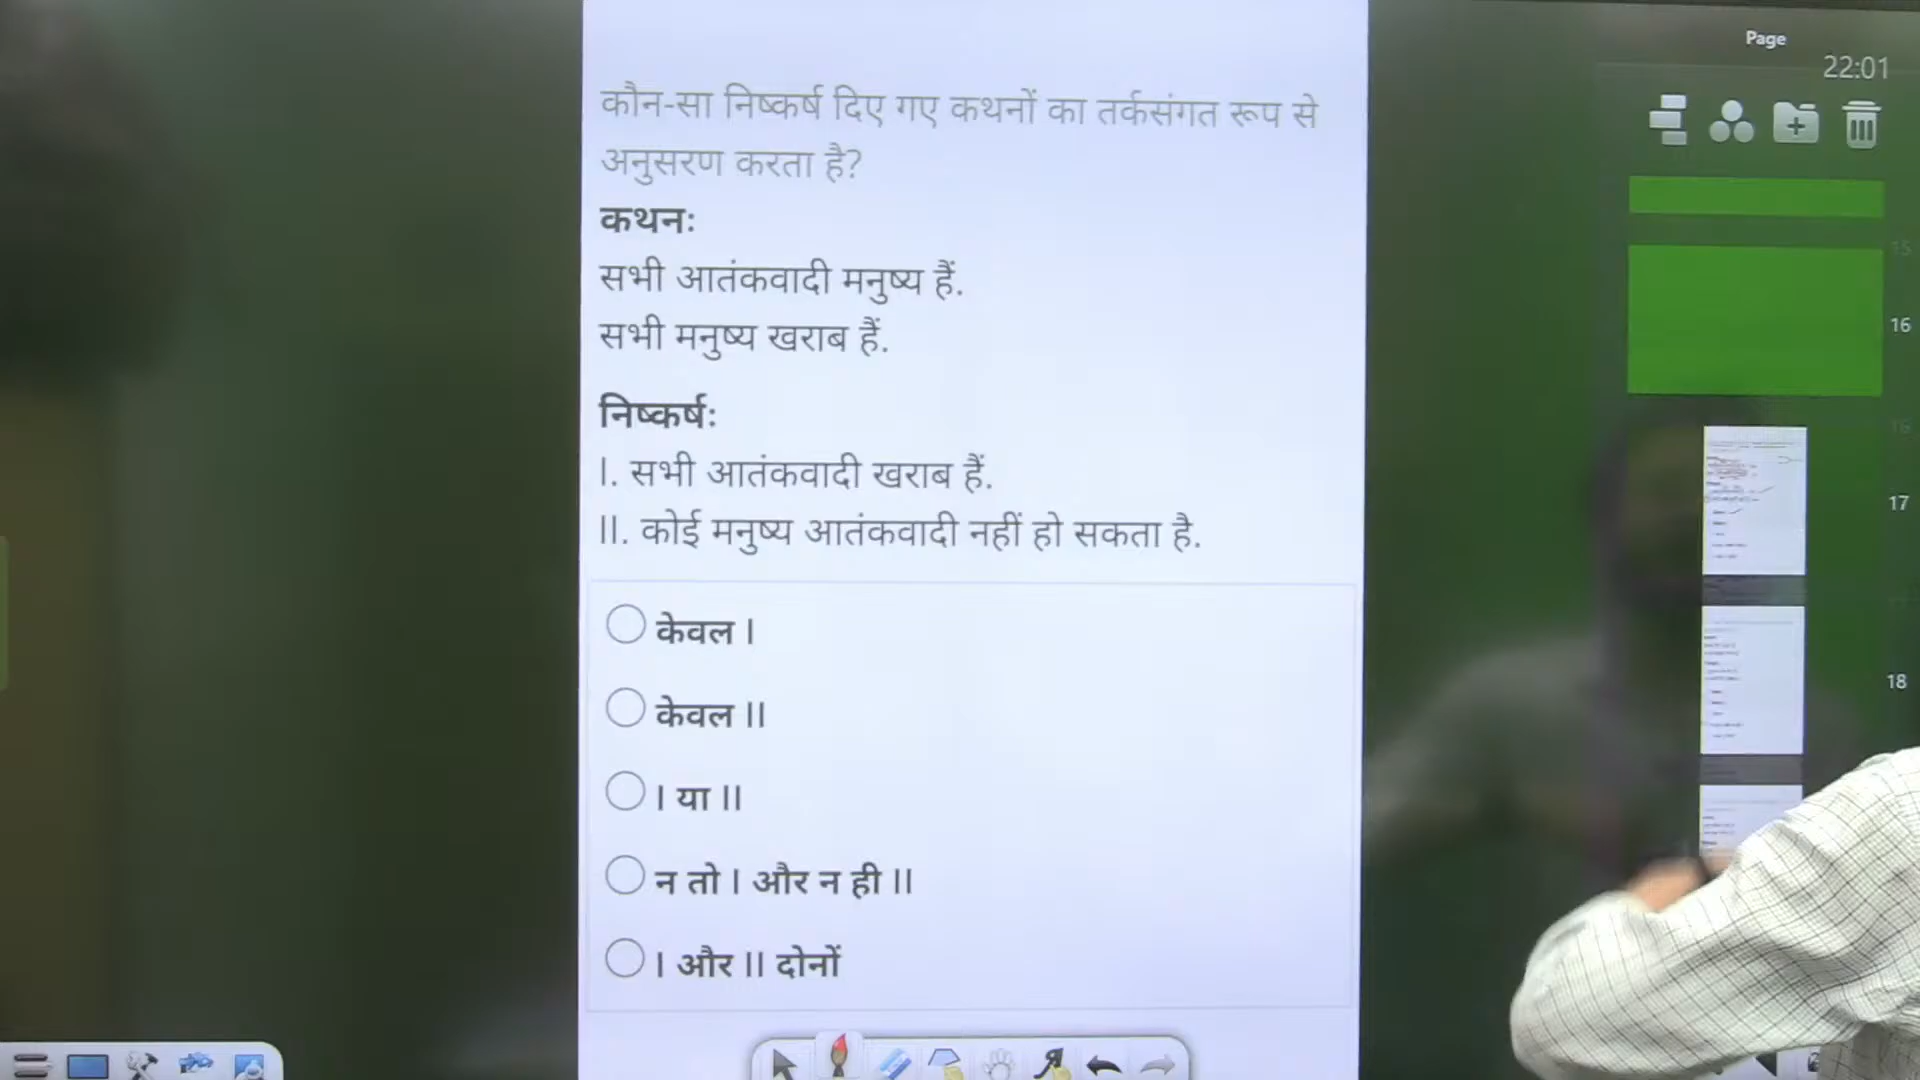 Page
22:01
कौन-सा निष्कर्ष दिए गए कथनों का तर्कसंगत रूप से
अनुसरण करता है?
कथनः
सभी आतंकवादी मनुष्य हैं.
सभी मनुष्य खराब हैं.
निष्कर्षः
I. सभी आतंकवादी खराब हैं.
II. कोई मनुष्य आतंकवादी नहीं हो सकता है.
केवल I
केवल II
I या II
न तो I और न ही II
I और II दोनों
15
16
17
18